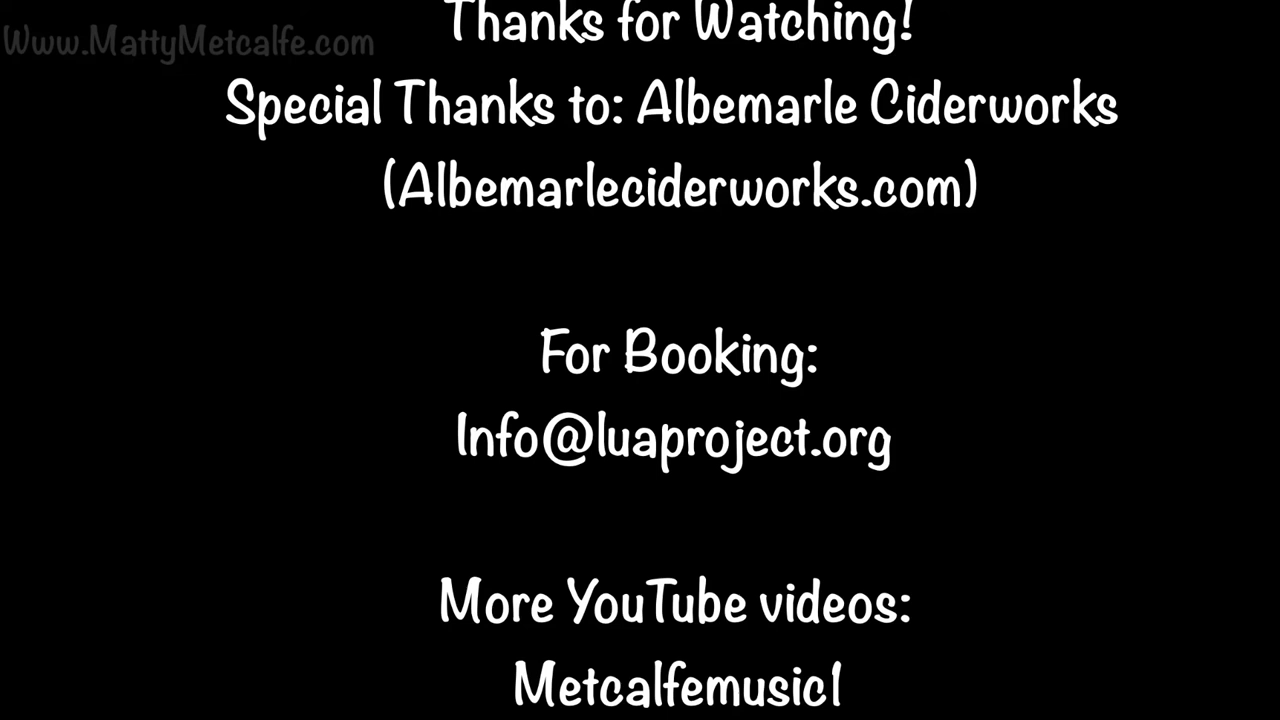 Thanks for Watching!
Www.MattyMetcalfe.com
Special Thanks to: Albemarle Ciderworks
(Albemarleciderworks.com)
For Booking:
Info@luaproject.org
More YouTube videos:
Metcalfemusic1